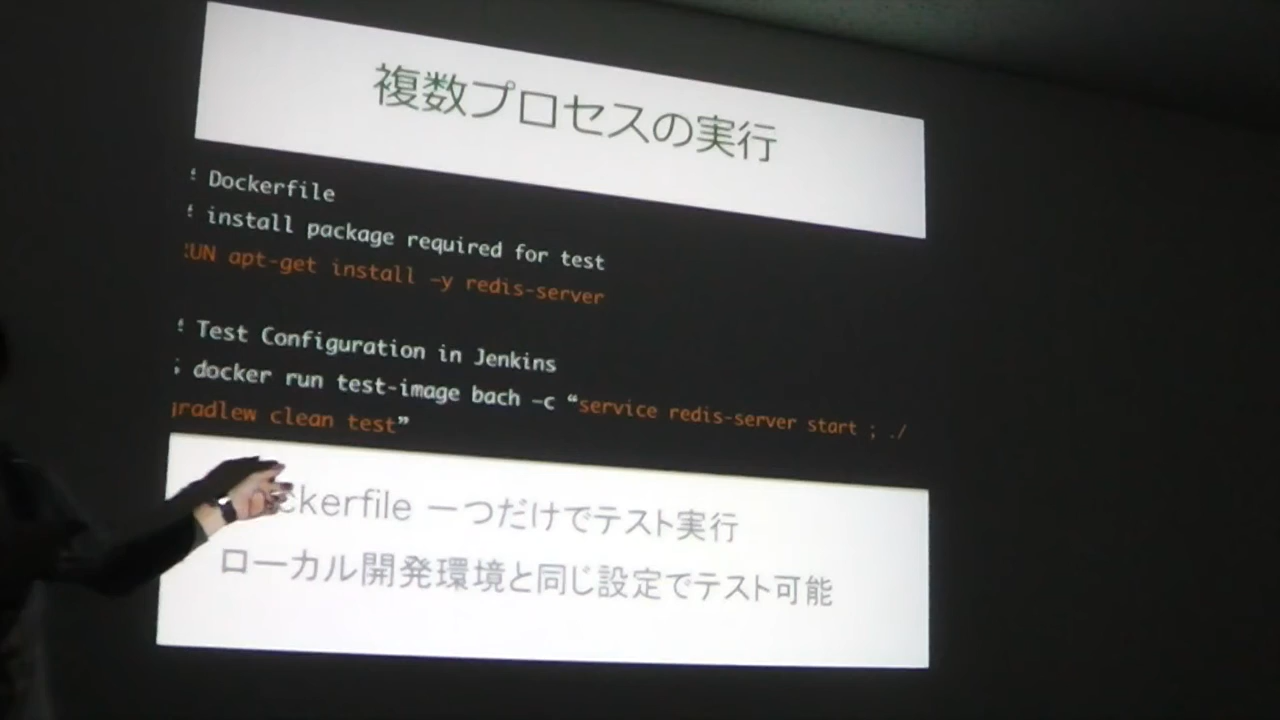 複数プロセスの実行
# Dockerfile
# install package required for test
RUN apt-get install –y redis-server
# Test Configuration in Jenkins
; docker run test-image bach –c “service redis-server start ; ./
gradlew clean test”
ckerfile 一つだけでテスト実行
ローカル開発環境と同じ設定でテスト可能